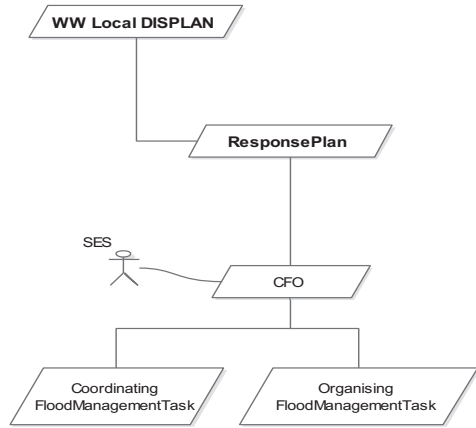 WW Local DISPLAN
ResponsePlan
SES
CFO
Coordinating
FloodManagementTask
Organising
FloodManagementTask